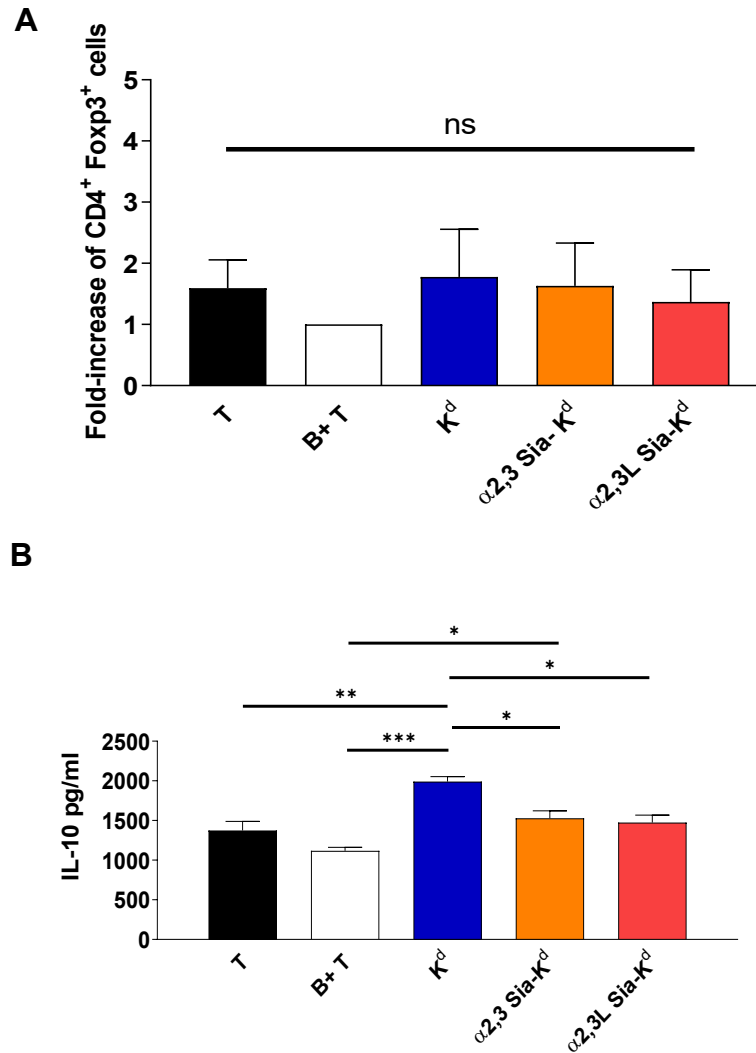 A
Fold-increase of CD4+ Foxp3+ cells
5
4
3
2
1
0
ns
T
B+ T
Kd
α2,3 Sia- Kd
α2,3L Sia-Kd
B
IL-10 pg/ml
2500
2000
1500
1000
500
0
*
*
**
*
***
T
B+ T
Kd
α2,3 Sia-Kd
α2,3L Sia-Kd